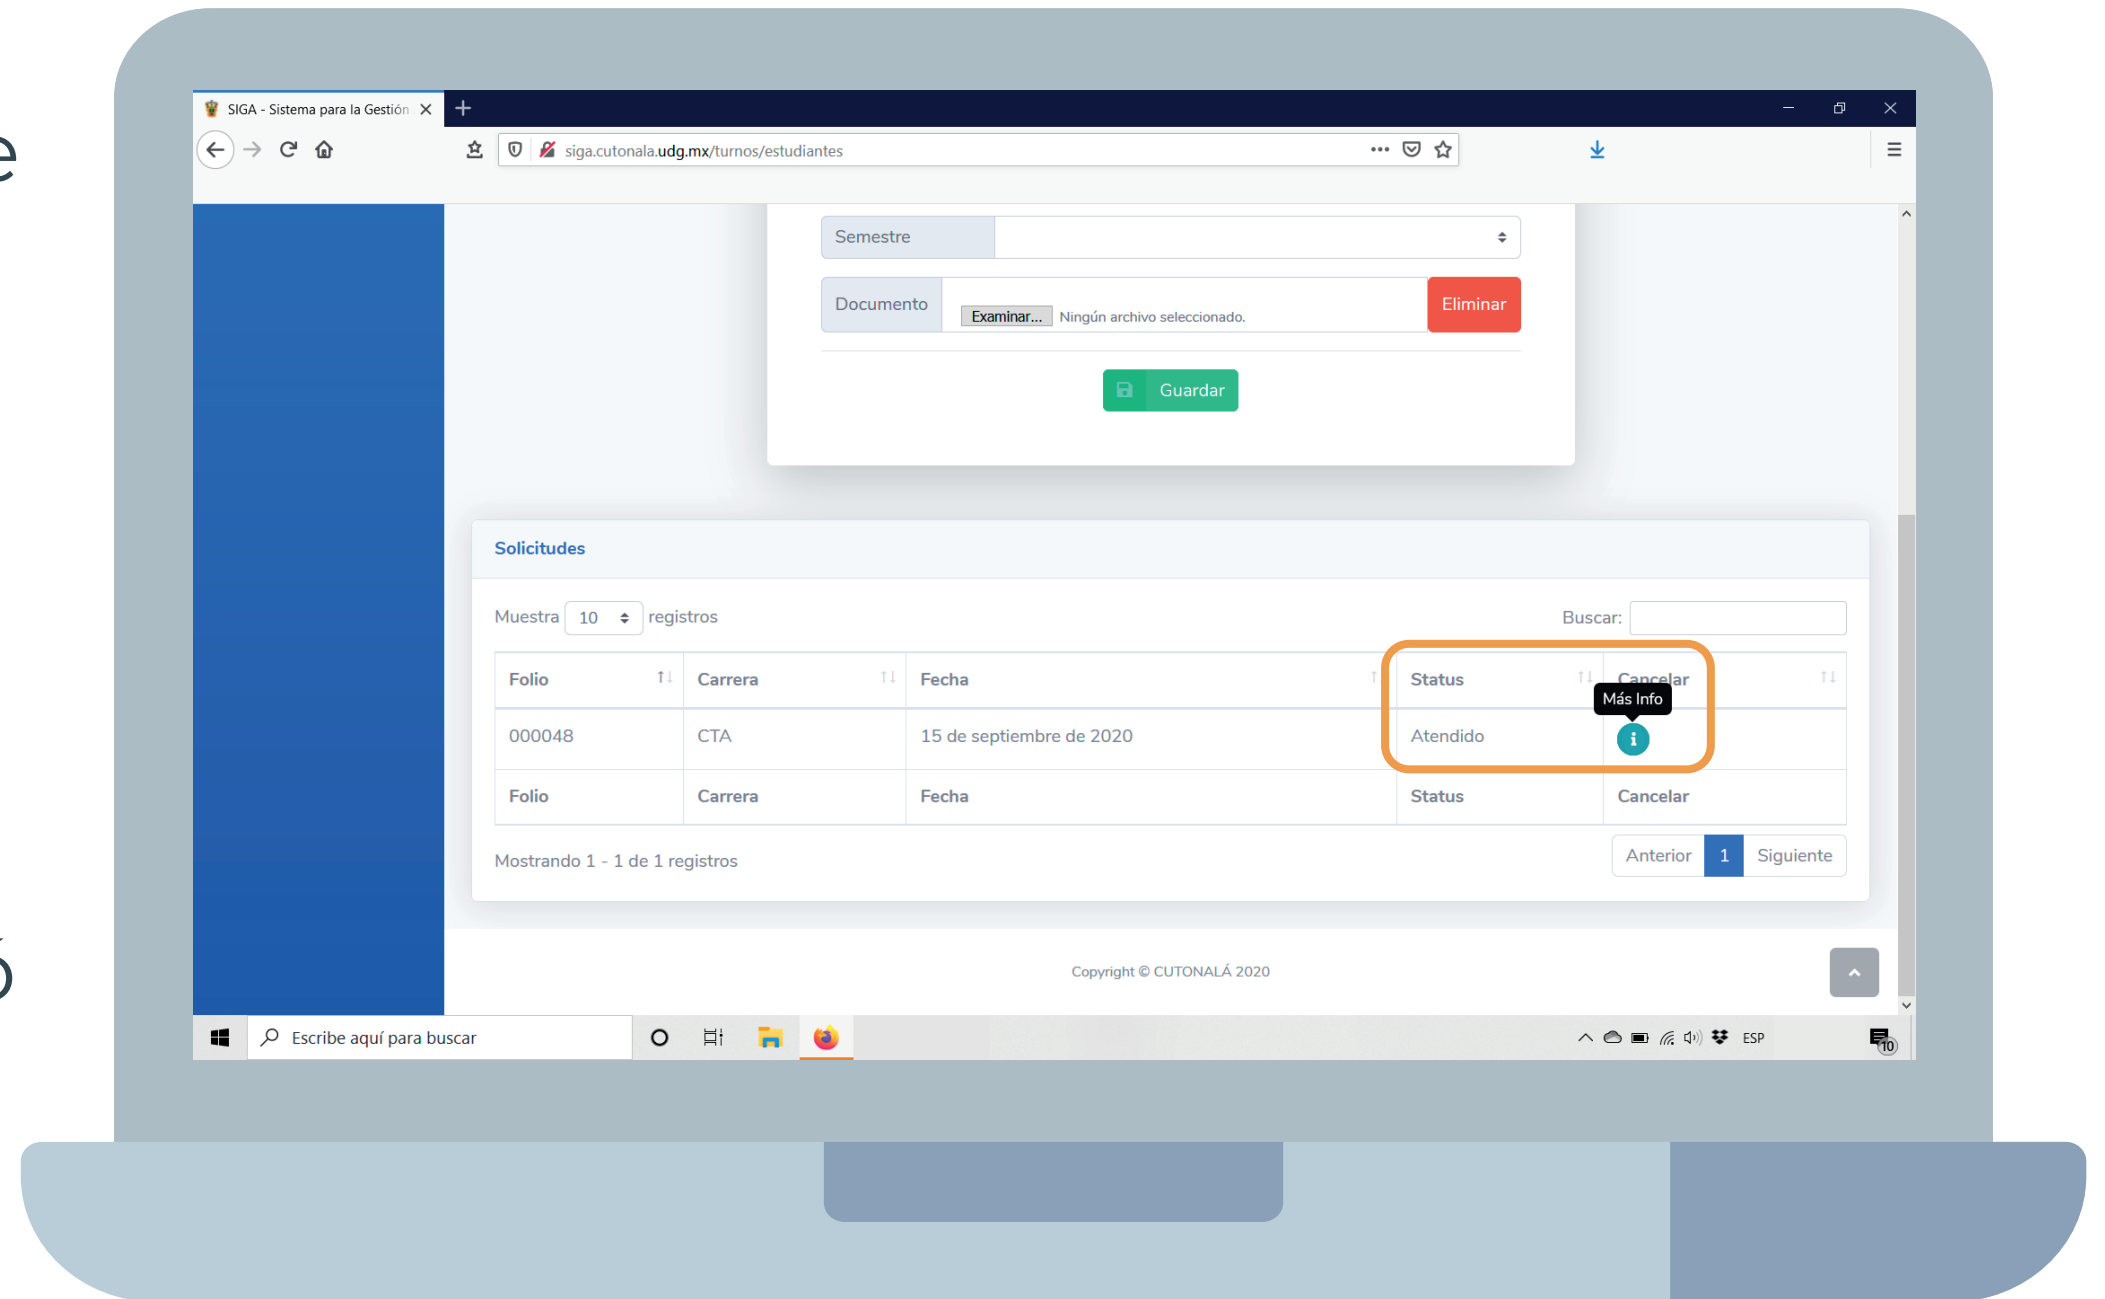 SIGA - Sistema para la Gestión
siga.cutonala.udg.mx/turnos/estudiantes
e
Semestre
Documento Examinar... Ningún archivo seleccionado. Eliminar
Guardar
Solicitudes
Muestra 10 registros Buscar:
Folio Carrera Fecha Status Cancelar
Más Info
000048 CTA 15 de septiembre de 2020 Atendido
Folio Carrera Fecha Status Cancelar
Mostrando 1 - 1 de 1 registros Anterior 1 Siguiente
ó
Copyright © CUTONALÁ 2020
Escribe aquí para buscar ESP 10